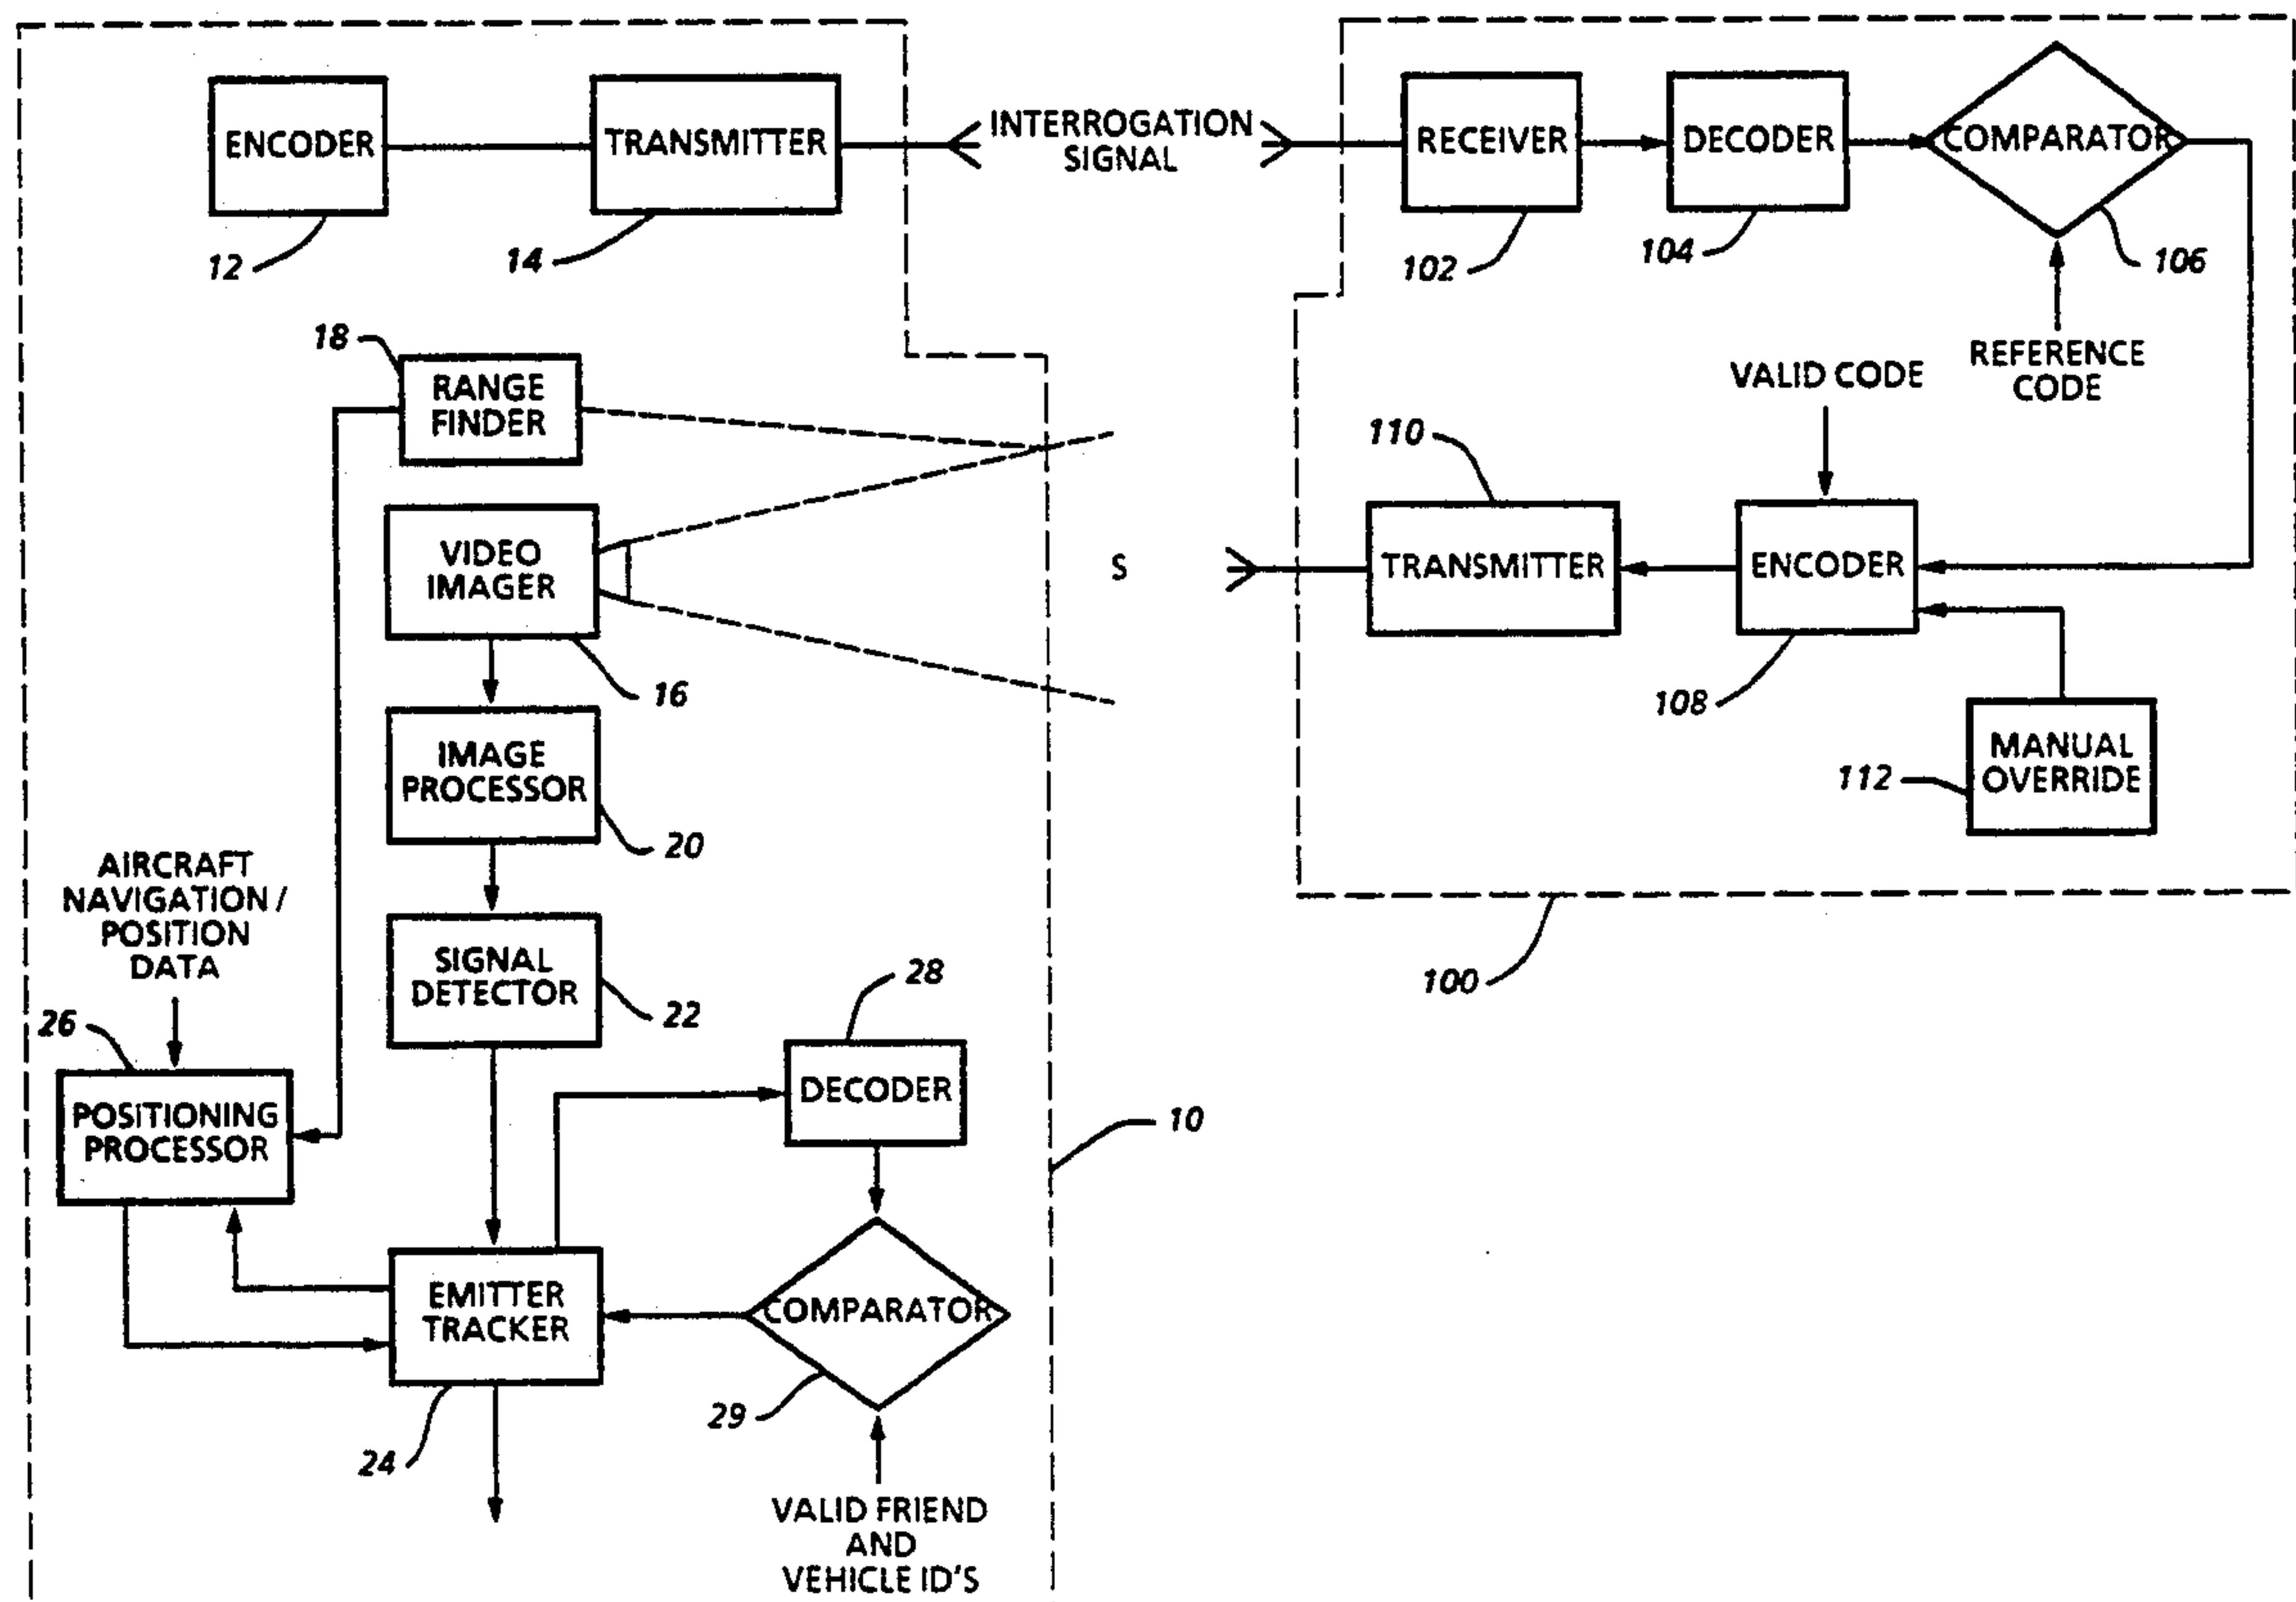 ENCODER
12
TRANSMITTER
14
INTERROGATION
SIGNAL
RECEIVER
102
DECODER
104
COMPARATOR
106
REFERENCE
CODE
VALID CODE
110
TRANSMITTER
ENCODER
108
MANUAL
OVERRIDE
112
100
S
18
RANGE
FINDER
VIDEO
IMAGER
16
IMAGE
PROCESSOR
20
SIGNAL
DETECTOR
22
AIRCRAFT
NAVIGATION /
POSITION
DATA
26
POSITIONING
PROCESSOR
28
DECODER
10
EMITTER
TRACKER
24
COMPARATOR
29
VALID FRIEND
AND
VEHICLE ID'S